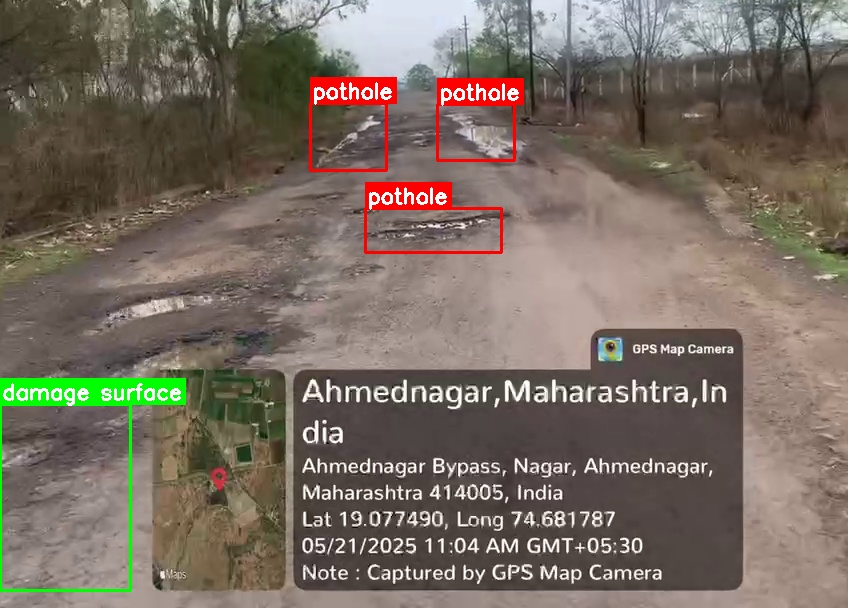 pothole
pothole
pothole
damage surface
GPS Map Camera
Ahmednagar,Maharashtra,In
dia
Ahmednagar Bypass, Nagar, Ahmednagar,
Maharashtra 414005, India
Lat 19.077490, Long 74.681787
05/21/2025 11:04 AM GMT+05:30
Note : Captured by GPS Map Camera
Maps